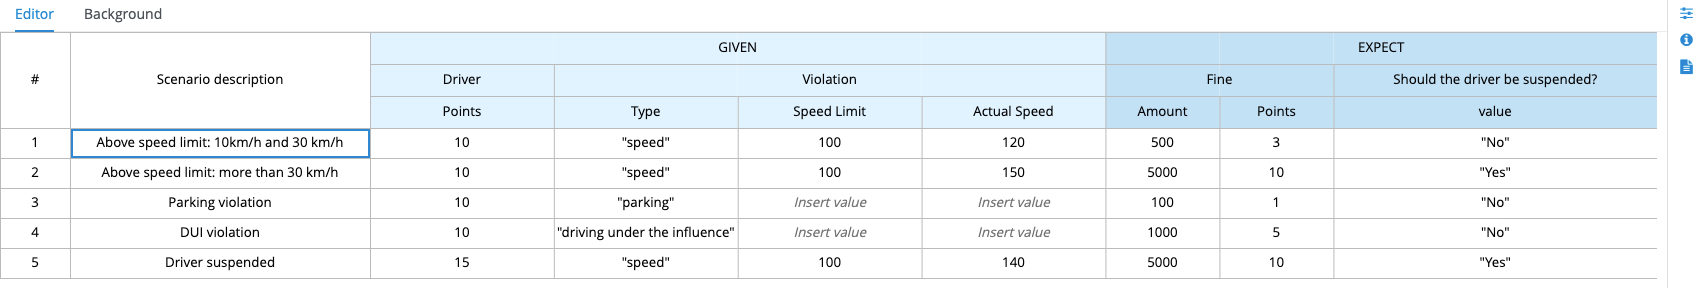 Editor Background
GIVEN EXPECT
# Scenario description Driver Violation Fine Should the driver be suspended?
Points Type Speed Limit Actual Speed Amount Points value
1 Above speed limit: 10km/h and 30 km/h 10 "speed" 100 120 500 3 "No"
2 Above speed limit: more than 30 km/h 10 "speed" 100 150 5000 10 "Yes"
3 Parking violation 10 "parking" Insert value Insert value 100 1 "No"
4 DUI violation 10 "driving under the influence" Insert value Insert value 1000 5 "No"
5 Driver suspended 15 "speed" 100 140 5000 10 "Yes"